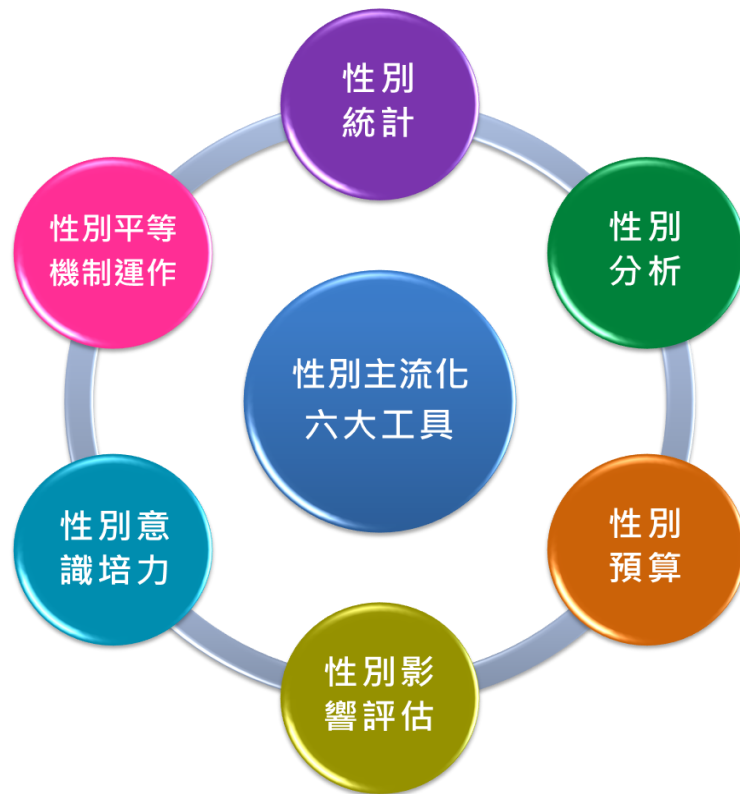 性別
統計
性別
分析
性別
預算
性別影
響評估
性別意
識培力
性別平等
機制運作
性別主流化
六大工具